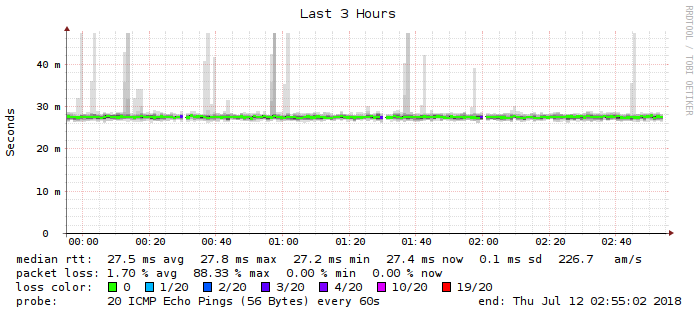 Last 3 Hours
RRDTOOL / TOBI OETIKER
Seconds
40 m
30 m
20 m
10 m
0
00:00 00:20 00:40 01:00 01:20 01:40 02:00 02:20 02:40
median rtt: 27.5 ms avg 27.8 ms max 27.2 ms min 27.4 ms now 0.1 ms sd 226.7 am/s
packet loss: 1.70 % avg 88.33 % max 0.00 % min 0.00 % now
loss color: 0 1/20 2/20 3/20 4/20 10/20 19/20
probe: 20 ICMP Echo Pings (56 Bytes) every 60s end: Thu Jul 12 02:55:02 2018